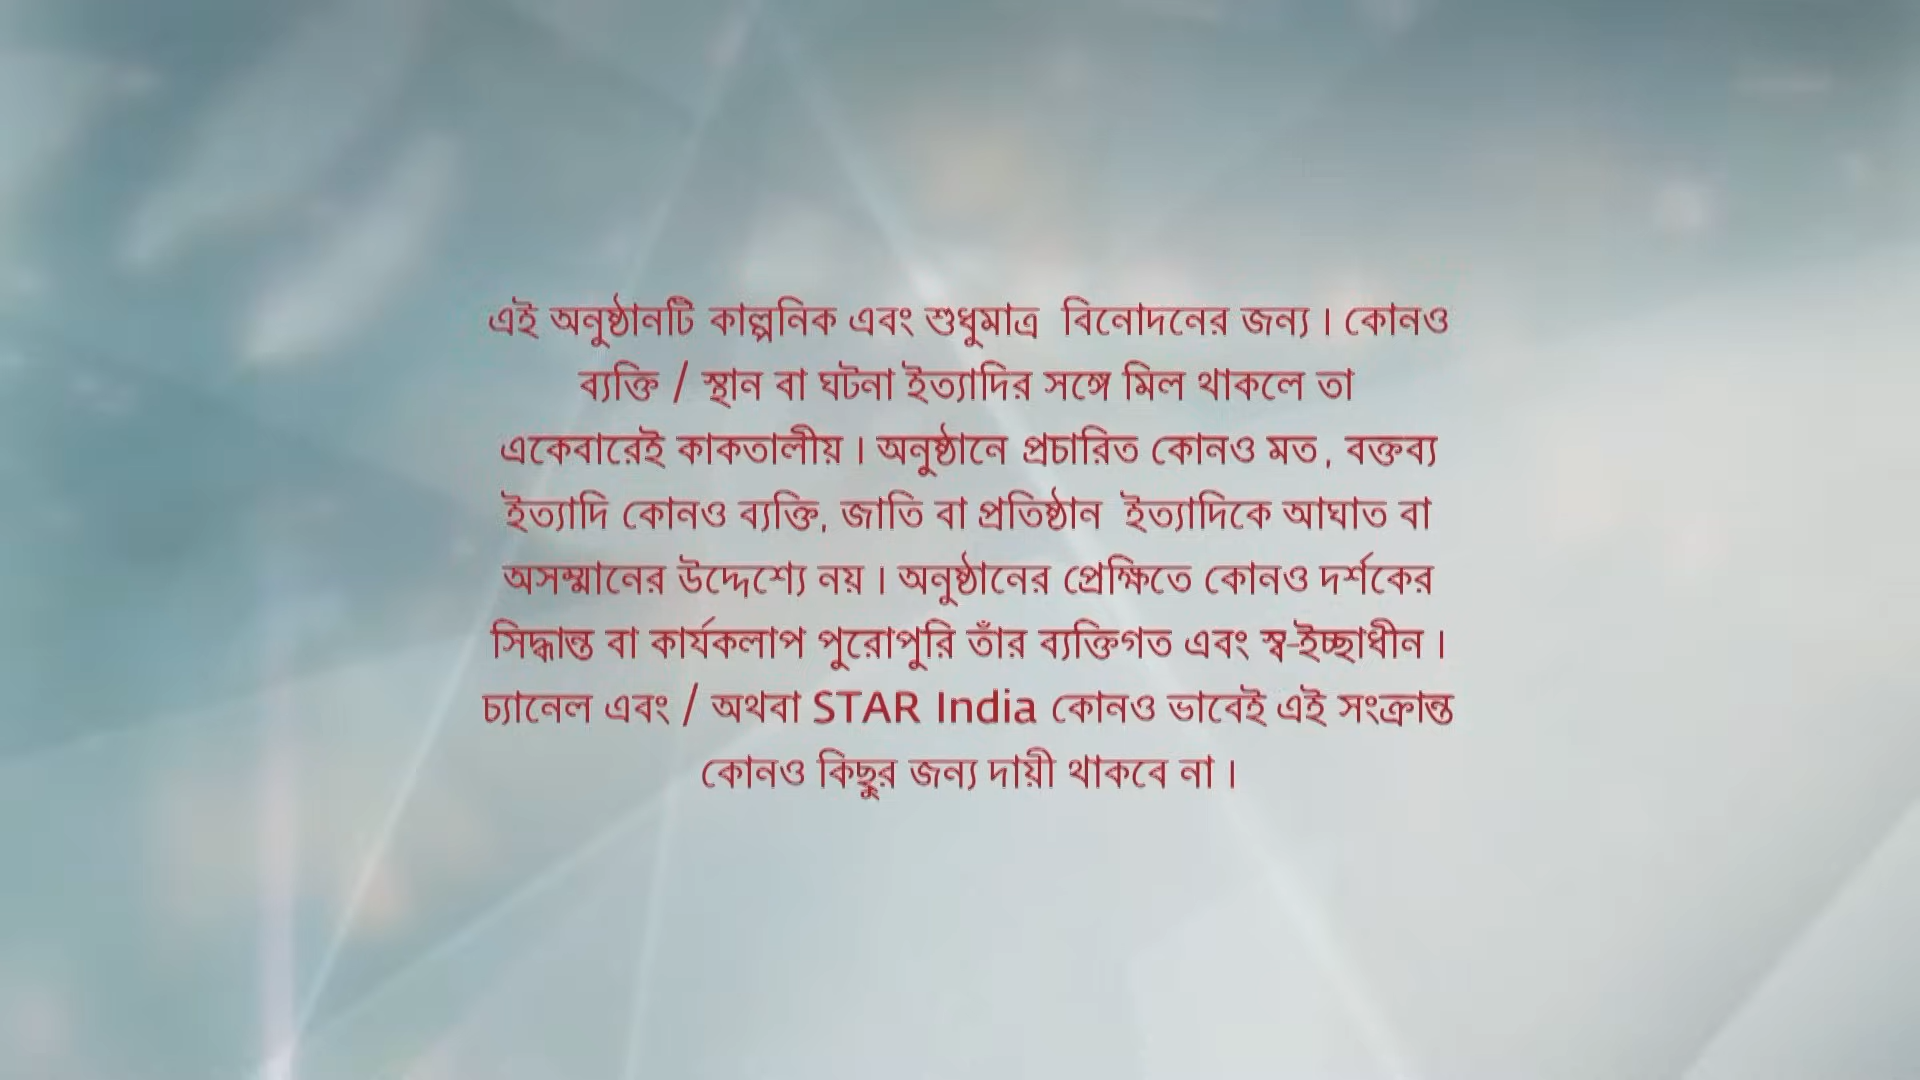 এই অনুষ্ঠানটি কাল্পনিক এবং শুধুমাত্র বিনোদনের জন্য । কোনও
ব্যক্তি / স্থান বা ঘটনা ইত্যাদির সঙ্গে মিল থাকলে তা
একেবারেই কাকতালীয় । অনুষ্ঠানে প্রচারিত কোনও মত , বক্তব্য
ইত্যাদি কোনও ব্যক্তি, জাতি বা প্রতিষ্ঠান ইত্যাদিকে আঘাত বা
অসম্মানের উদ্দেশ্যে নয় । অনুষ্ঠানের প্রেক্ষিতে কোনও দর্শকের
সিদ্ধান্ত বা কার্যকলাপ পুরোপুরি তাঁর ব্যক্তিগত এবং স্ব-ইচ্ছাধীন ।
চ্যানেল এবং / অথবা STAR India কোনও ভাবেই এই সংক্রান্ত
কোনও কিছুর জন্য দায়ী থাকবে না ।